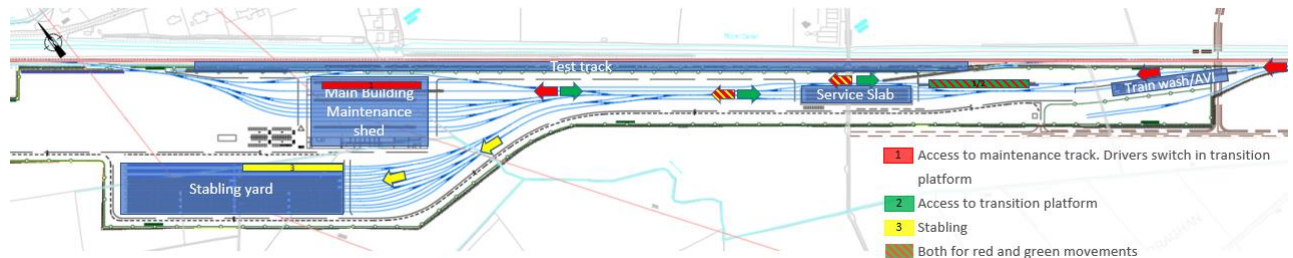 Test track
Main Building
Maintenance
shed
Service Slab
Train wash/AVI
3
Stabling yard
1 Access to maintenance track. Drivers switch in transition
platform
2 Access to transition platform
3 Stabling
Both for red and green movements